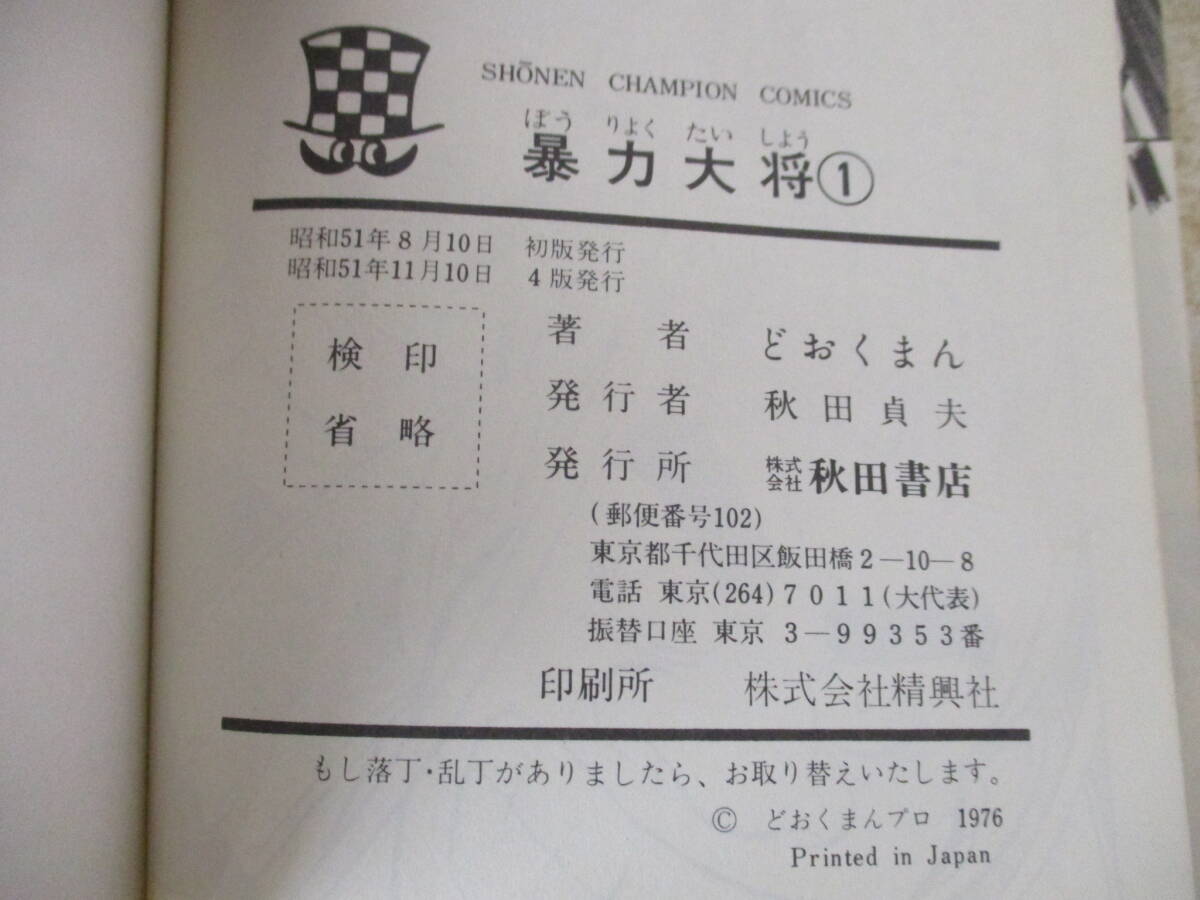 SHŌNEN CHAMPION COMICS
ぼう りよく たい しよう
暴力大将①
昭和51年8月10日 初版発行
昭和51年11月10日 4版発行
検印
省略
著者 どおくまん
発行者 秋田貞夫
発行所 株式会社 秋田書店
(郵便番号102)
東京都千代田区飯田橋2―10―8
電話 東京(264)7011(大代表)
振替口座 東京 3―99353番
印刷所 株式会社精興社
もし落丁・乱丁がありましたら、お取り替えいたします。
© どおくまんプロ 1976
Printed in Japan